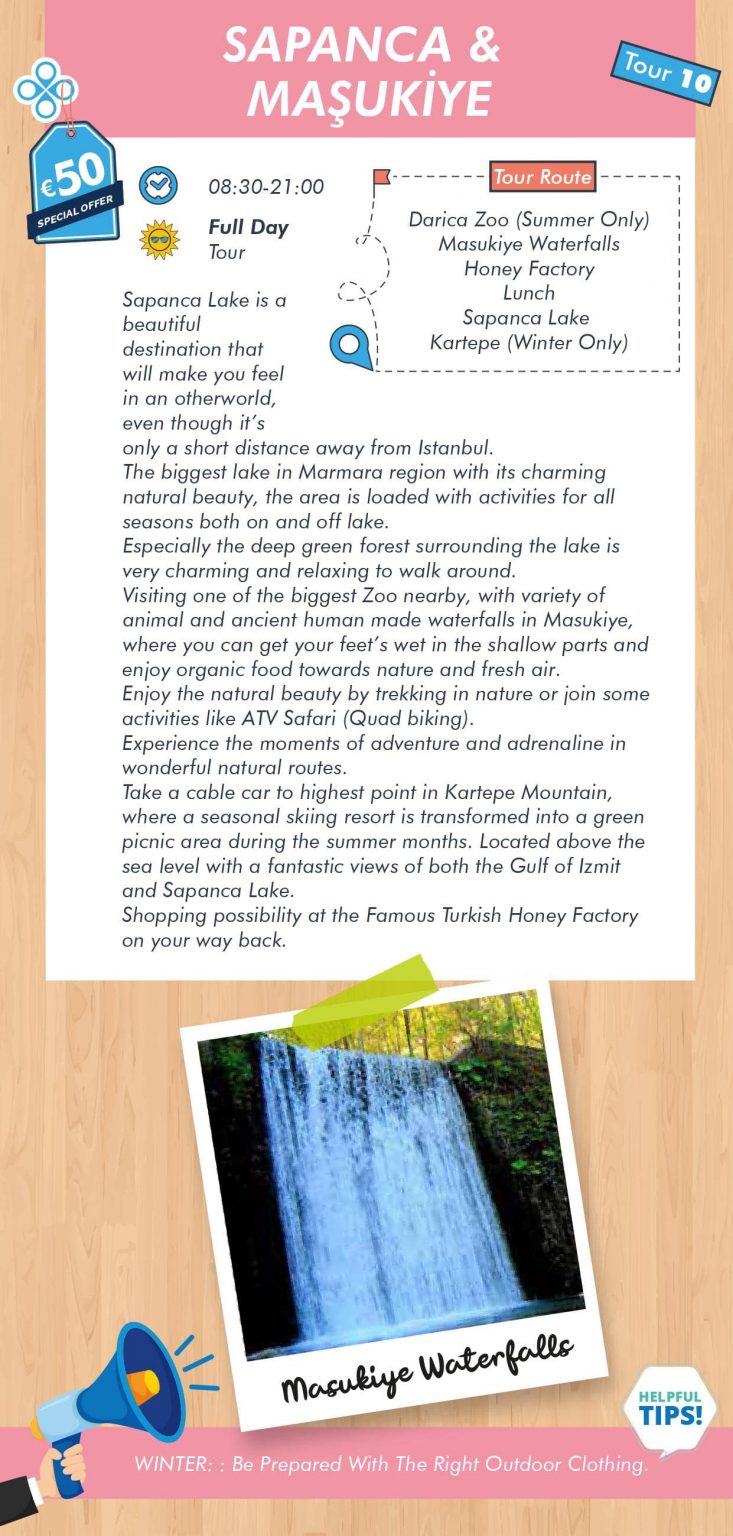 SAPANCA &
MAŞUKİYE
Tour 10
€50
SPECIAL OFFER
08:30-21:00
Full Day
Tour
Tour Route
Darica Zoo (Summer Only)
Masukiye Waterfalls
Honey Factory
Lunch
Sapanca Lake
Kartepe (Winter Only)
Sapanca Lake is a
beautiful
destination that
will make you feel
in an otherworld,
even though it's
only a short distance away from Istanbul.
The biggest lake in Marmara region with its charming
natural beauty, the area is loaded with activities for all
seasons both on and off lake.
Especially the deep green forest surrounding the lake is
very charming and relaxing to walk around.
Visiting one of the biggest Zoo nearby, with variety of
animal and ancient human made waterfalls in Masukiye,
where you can get your feet's wet in the shallow parts and
enjoy organic food towards nature and fresh air.
Enjoy the natural beauty by trekking in nature or join some
activities like ATV Safari (Quad biking).
Experience the moments of adventure and adrenaline in
wonderful natural routes.
Take a cable car to highest point in Kartepe Mountain,
where a seasonal skiing resort is transformed into a green
picnic area during the summer months. Located above the
sea level with a fantastic views of both the Gulf of Izmit
and Sapanca Lake.
Shopping possibility at the Famous Turkish Honey Factory
on your way back.
Masukiye Waterfalls
HELPFUL
TIPS!
WINTER: : Be Prepared With The Right Outdoor Clothing.